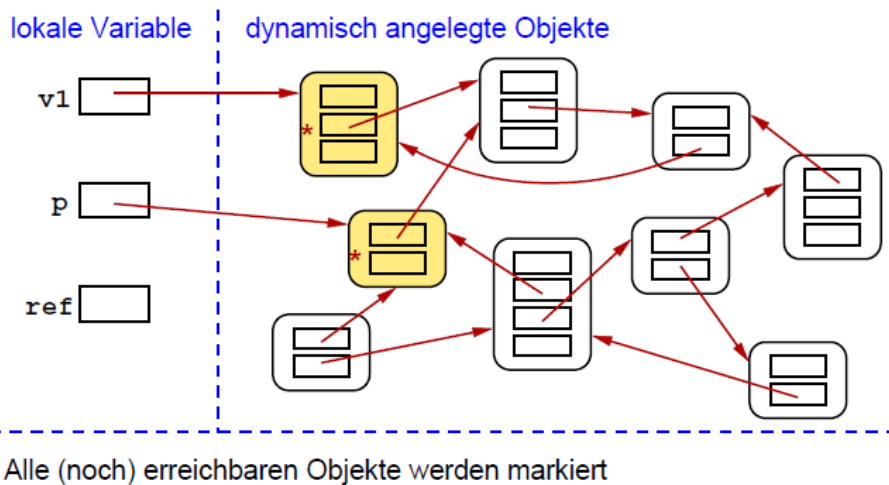 lokale Variable
dynamisch angelegte Objekte
v1
*
p
*
ref
Alle (noch) erreichbaren Objekte werden markiert